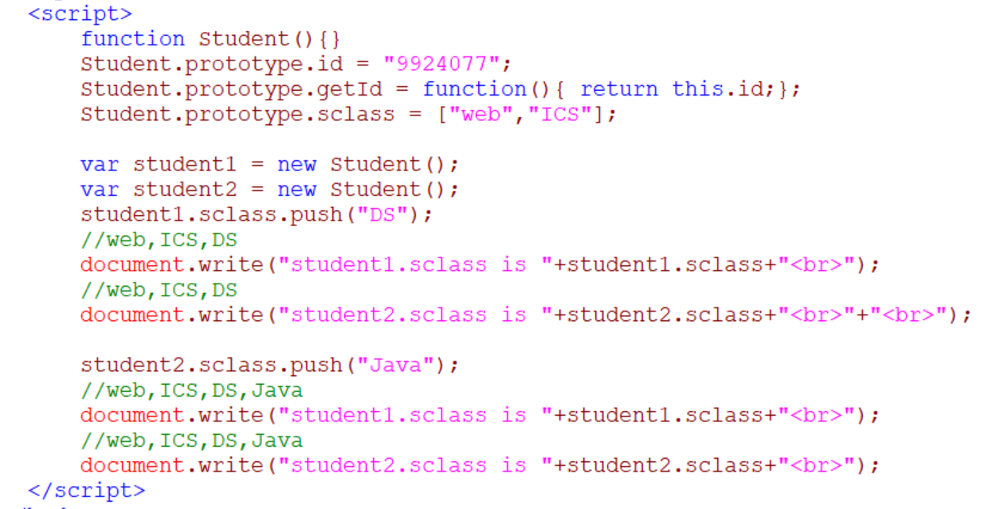 <script>
function Student(){}
Student.prototype.id = "9924077";
Student.prototype.getId = function(){ return this.id;};
Student.prototype.sclass = ["web","ICS"];
var student1 = new Student();
var student2 = new Student();
student1.sclass.push("DS");
//web,ICS,DS
document.write("student1.sclass is "+student1.sclass+"<br>");
//web,ICS,DS
document.write("student2.sclass is "+student2.sclass+"<br>"+"<br>");
student2.sclass.push("Java");
//web,ICS,DS,Java
document.write("student1.sclass is "+student1.sclass+"<br>");
//web,ICS,DS,Java
document.write("student2.sclass is "+student2.sclass+"<br>");
</script>